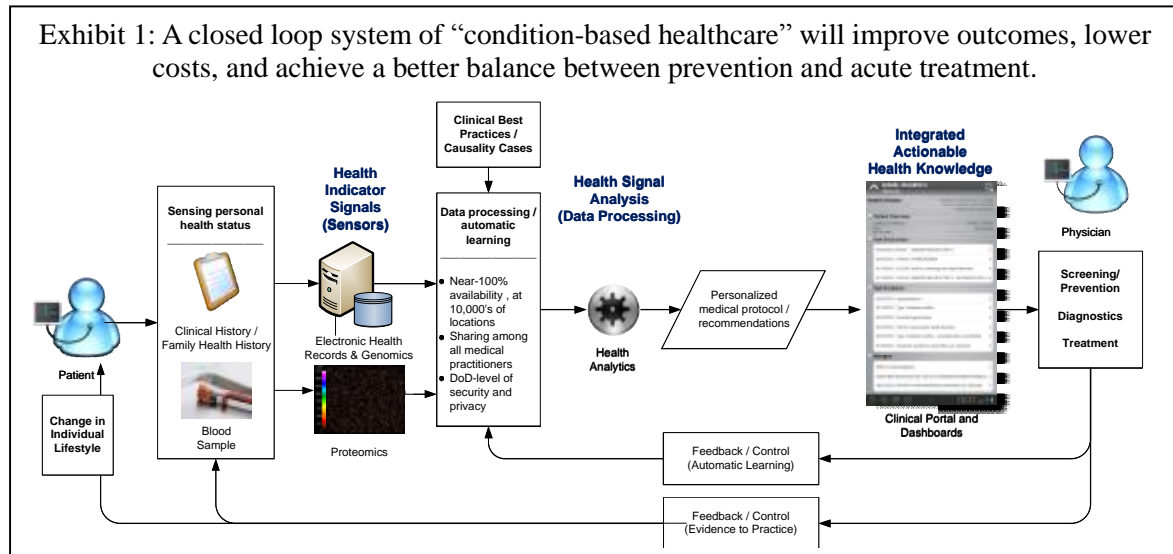 Exhibit 1: A closed loop system of “condition-based healthcare” will improve outcomes, lower
costs, and achieve a better balance between prevention and acute treatment.
Patient
Change in
Individual
Lifestyle
Sensing personal
health status
Clinical History /
Family Health History
Blood
Sample
Health
Indicator
Signals
(Sensors)
Electronic Health
Records & Genomics
Proteomics
Clinical Best
Practices /
Causality Cases
Data processing /
automatic
learning
• Near-100%
availability , at
10,000’s of
locations
• Sharing among
all medical
practitioners
• DoD-level of
security and
privacy
Health Signal
Analysis
(Data Processing)
Health
Analytics
Personalized
medical protocol /
recommendations
Integrated
Actionable
Health Knowledge
Clinical Portal and
Dashboards
Physician
Screening/
Prevention
Diagnostics
Treatment
Feedback / Control
(Automatic Learning)
Feedback / Control
(Evidence to Practice)